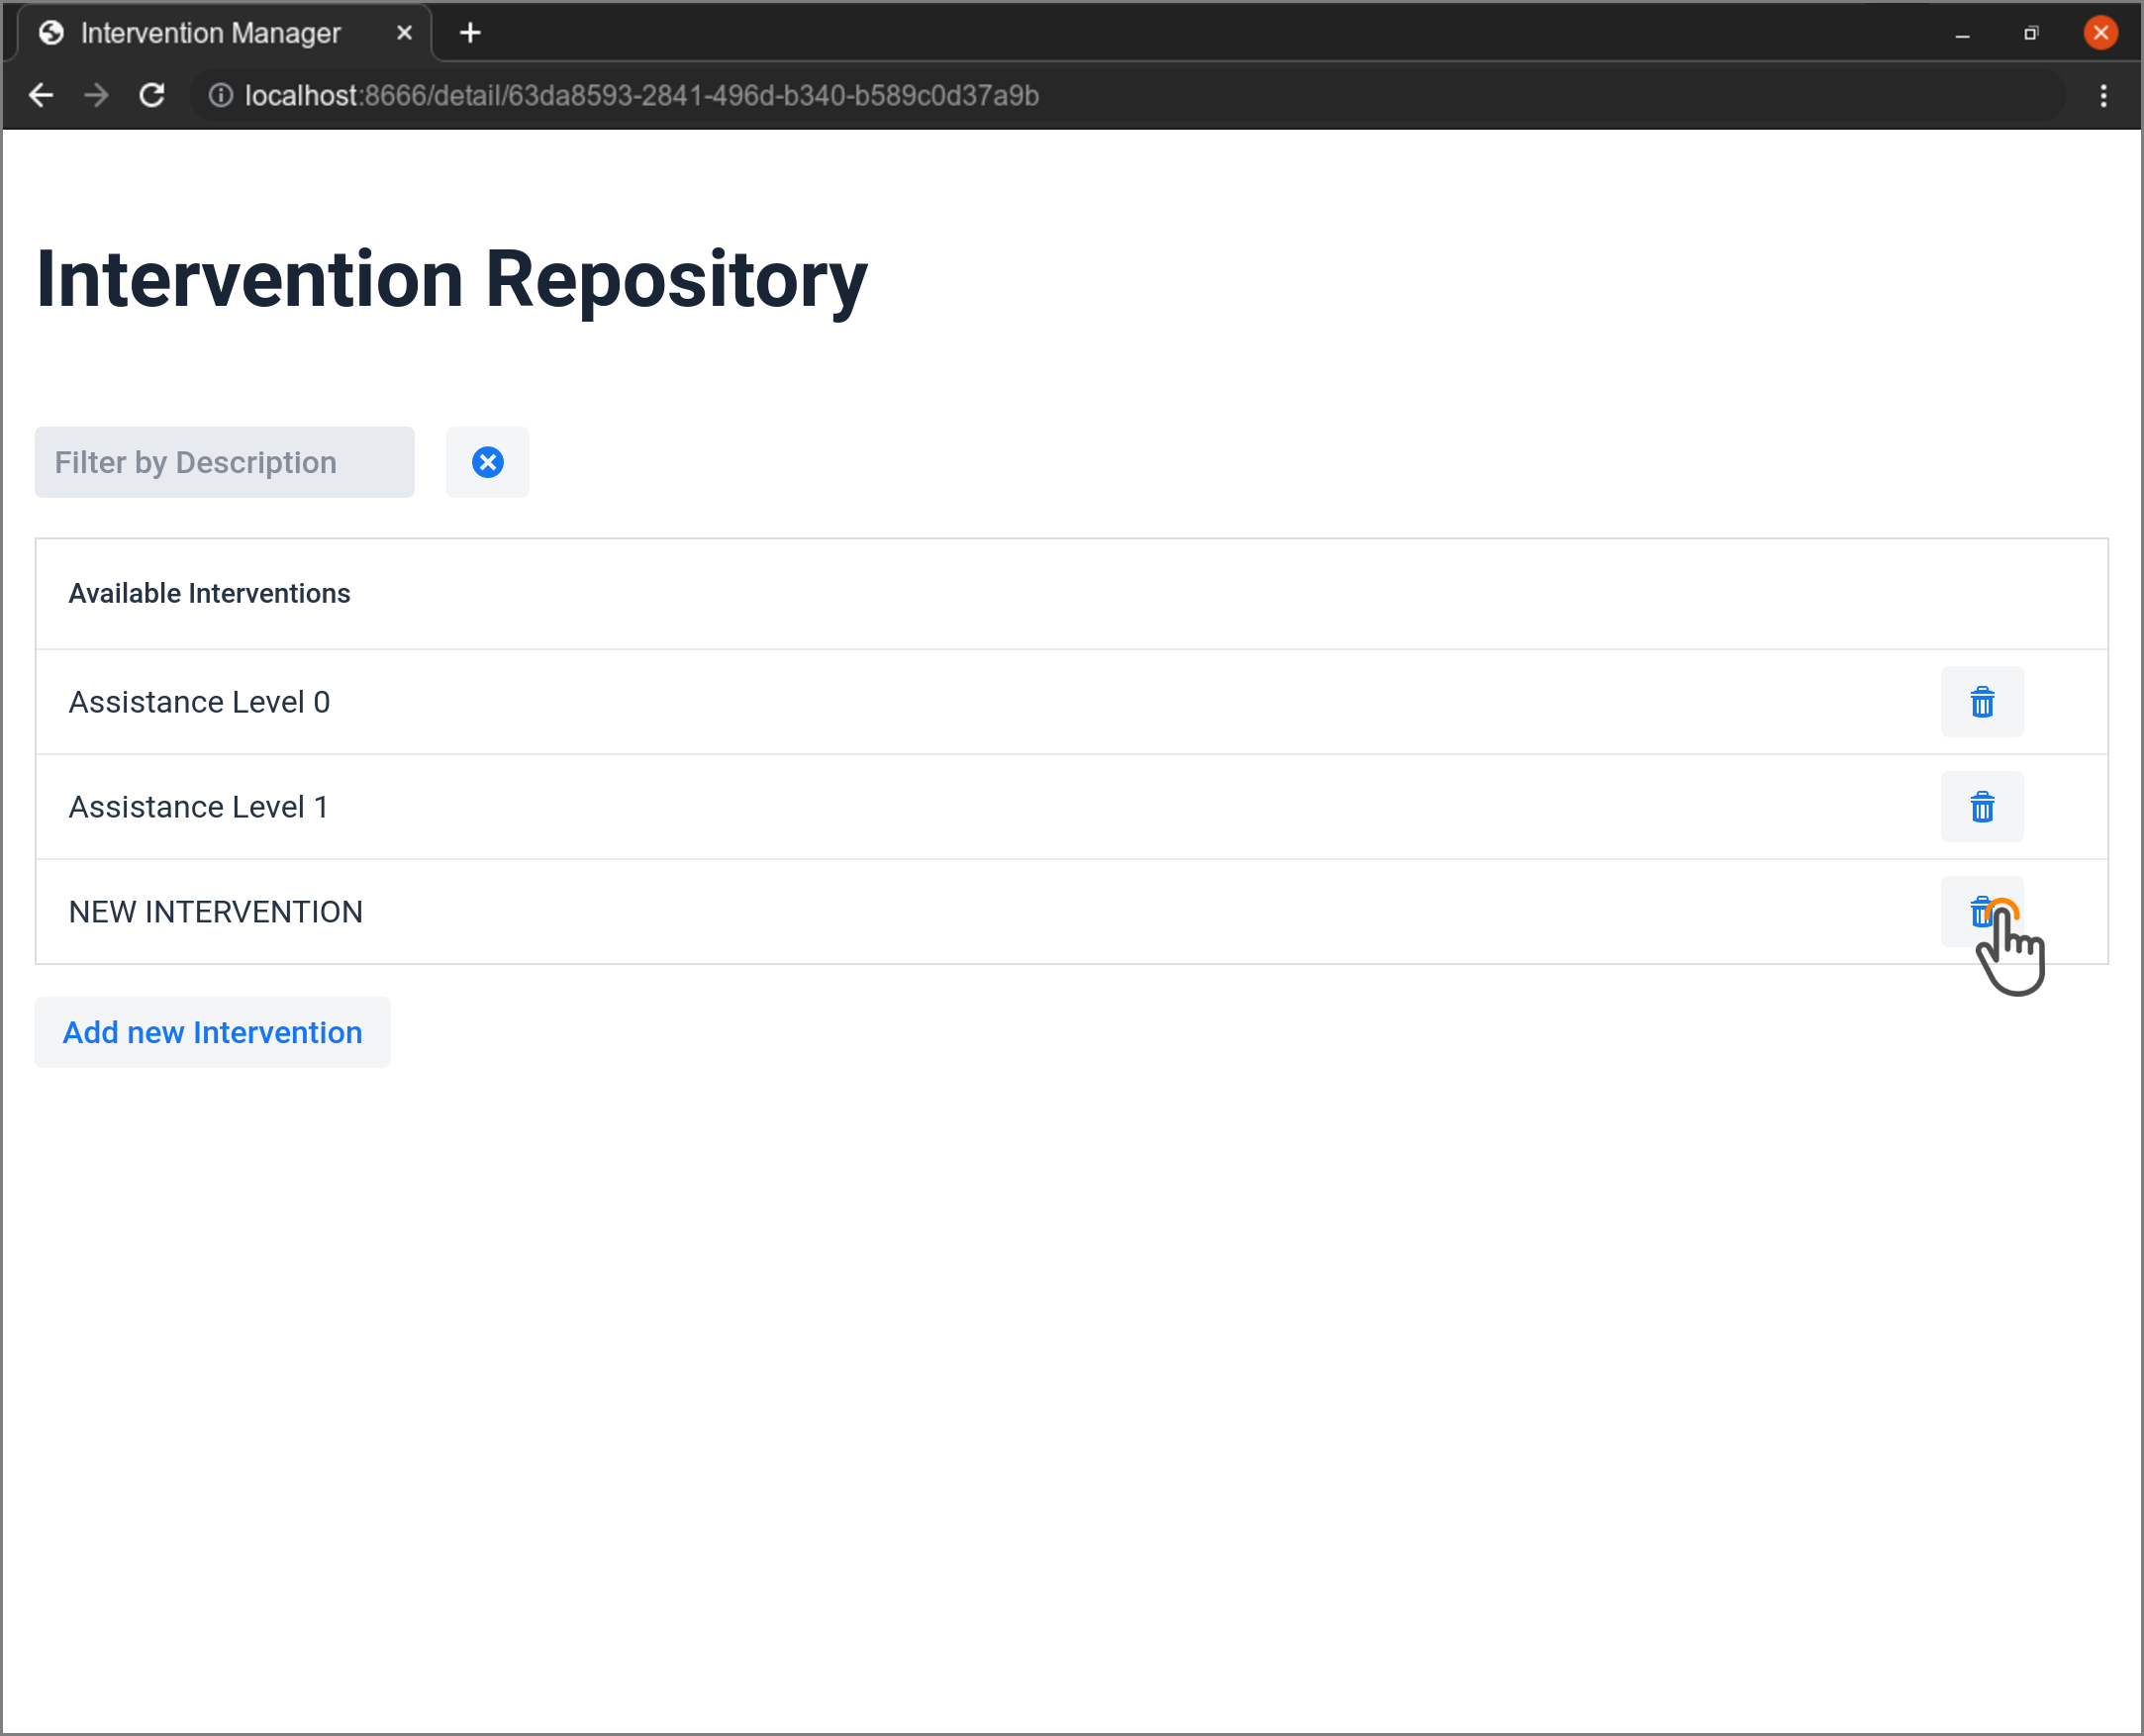 Intervention Manager
localhost:8666/detail/63da8593-2841-496d-b340-b589c0d37a9b
Intervention Repository
Filter by Description
Available Interventions
Assistance Level 0
Assistance Level 1
NEW INTERVENTION
Add new Intervention